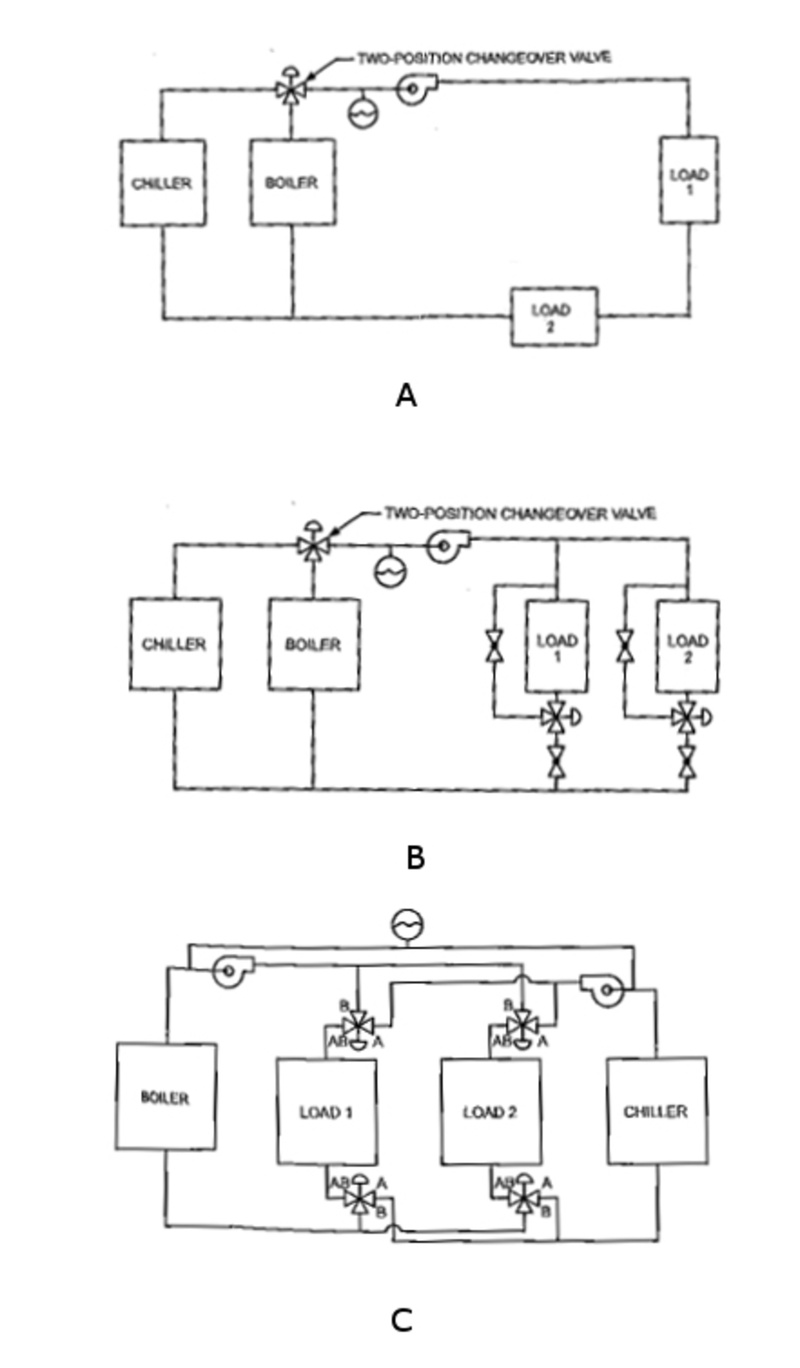 TWO-POSITION CHANGEOVER VALVE
CHILLER
BOILER
LOAD
1
LOAD
2
A
TWO-POSITION CHANGEOVER VALVE
CHILLER
BOILER
LOAD
1
LOAD
2
B
B
B
AB
A
AB
A
BOILER
LOAD 1
LOAD 2
CHILLER
AB
A
AB
A
B
B
C